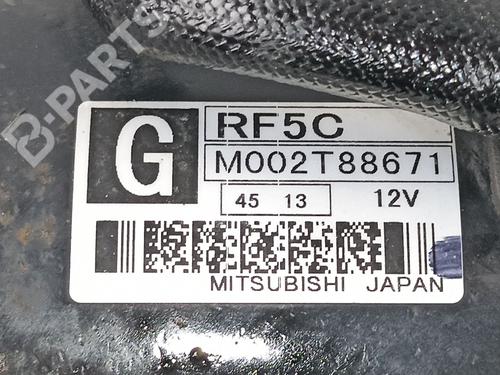 B-PARTS
G
RF5C
M002T88671
45 13
12V
MITSUBISHI JAPAN